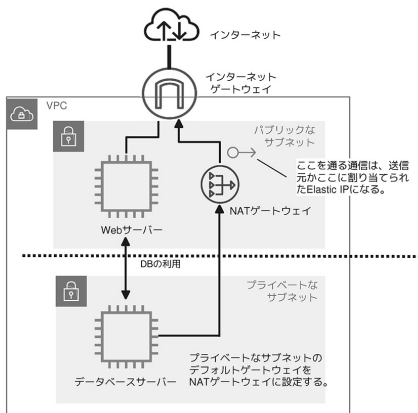 インターネット
インターネット
ゲートウェイ
VPC
パブリックな
サブネット
ここを通る通信は、送信
元がここに割り当てられ
たElastic IPになる。
NATゲートウェイ
Webサーバー
DBの利用
プライベートな
サブネット
プライベートなサブネットの
デフォルトゲートウェイを
NATゲートウェイに設定する。
データベースサーバー